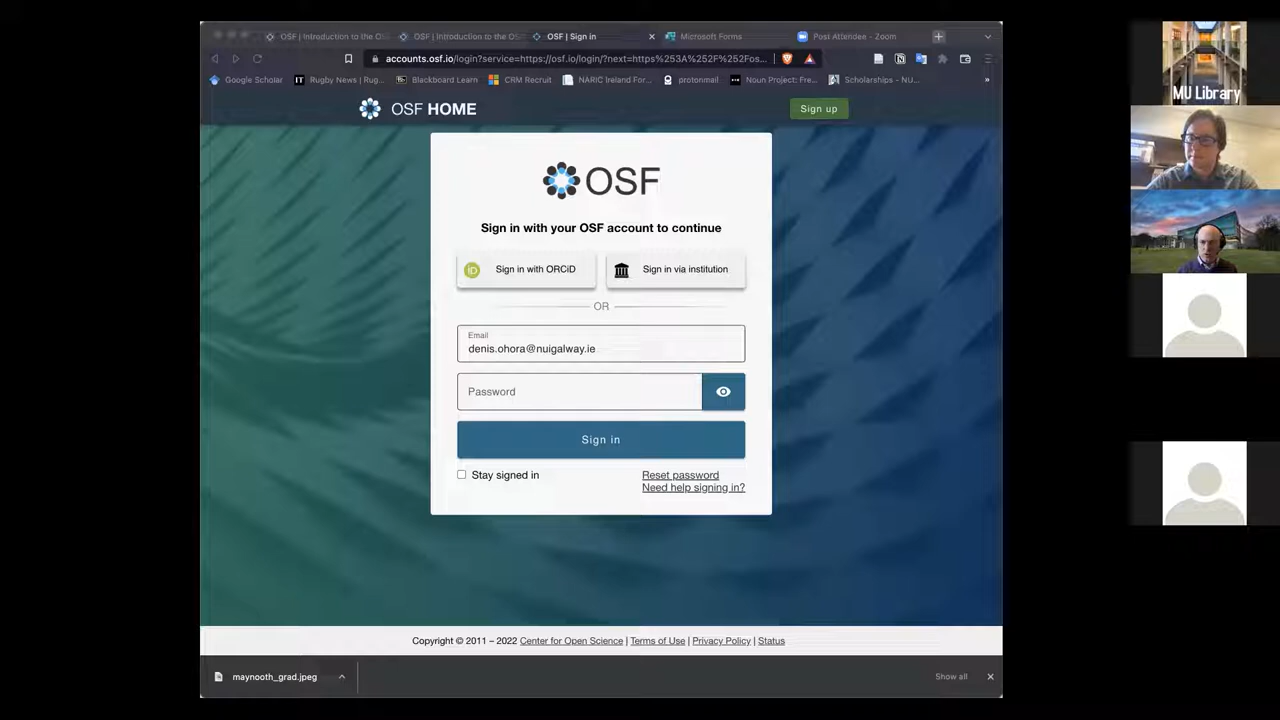 OSF | Introduction to the OS
OSF | Introduction to the OS
OSF | Sign in
Microsoft Forms
Post Attendee - Zoom
accounts.osf.io/login?service=https://osf.io/login/?next=https%253A%252F%252Fos...
Google Scholar
Rugby News | Rug...
Blackboard Learn
CRM Recruit
NARIC Ireland For...
protonmail
Noun Project: Fre...
Scholarships - NU...
»
OSF HOME
Sign up
OSF
Sign in with your OSF account to continue
iD Sign in with ORCiD
Sign in via institution
OR
Email
denis.ohora@nuigalway.ie
Password
Sign in
Stay signed in
Reset password
Need help signing in?
Copyright © 2011 – 2022 Center for Open Science | Terms of Use | Privacy Policy | Status
maynooth_grad.jpeg
Show all
MU Library